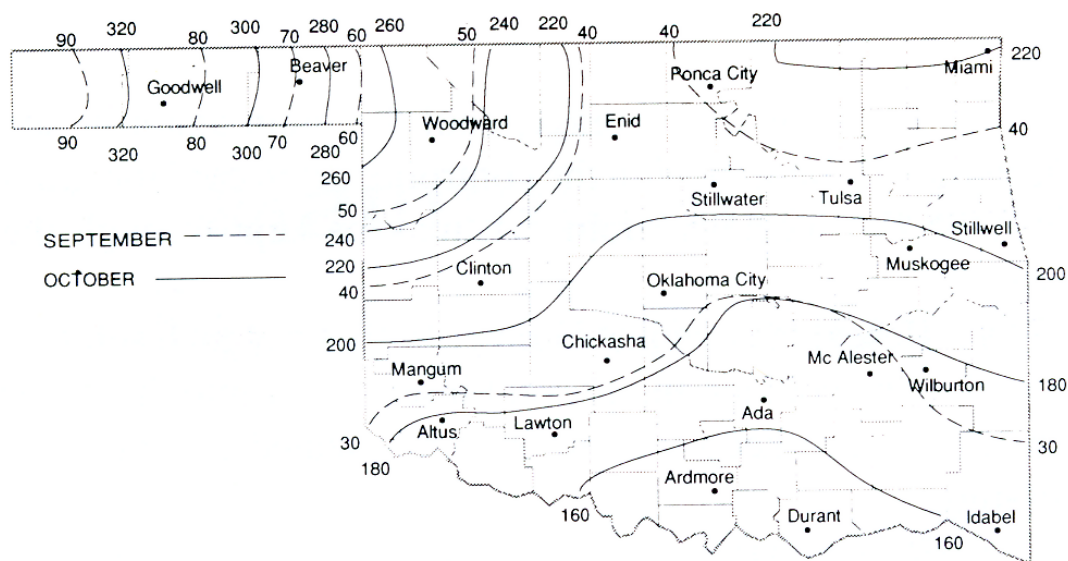 90 320 80 300 70 280 60 260 50 240 220 40 40 220
220
Miami
Beaver
Goodwell
Ponca City
Woodward
Enid
40
90 320 80 300 70 280 60
260
Stillwater
Tulsa
50
SEPTEMBER
240
Stillwell
Muskogee
220
Clinton
OCTOBER
40
Oklahoma City
200
200
Chickasha
Mc Alester
Mangum
Wilburton
180
Ada
Altus
Lawton
30
180
30
Ardmore
160
Durant
160
Idabel